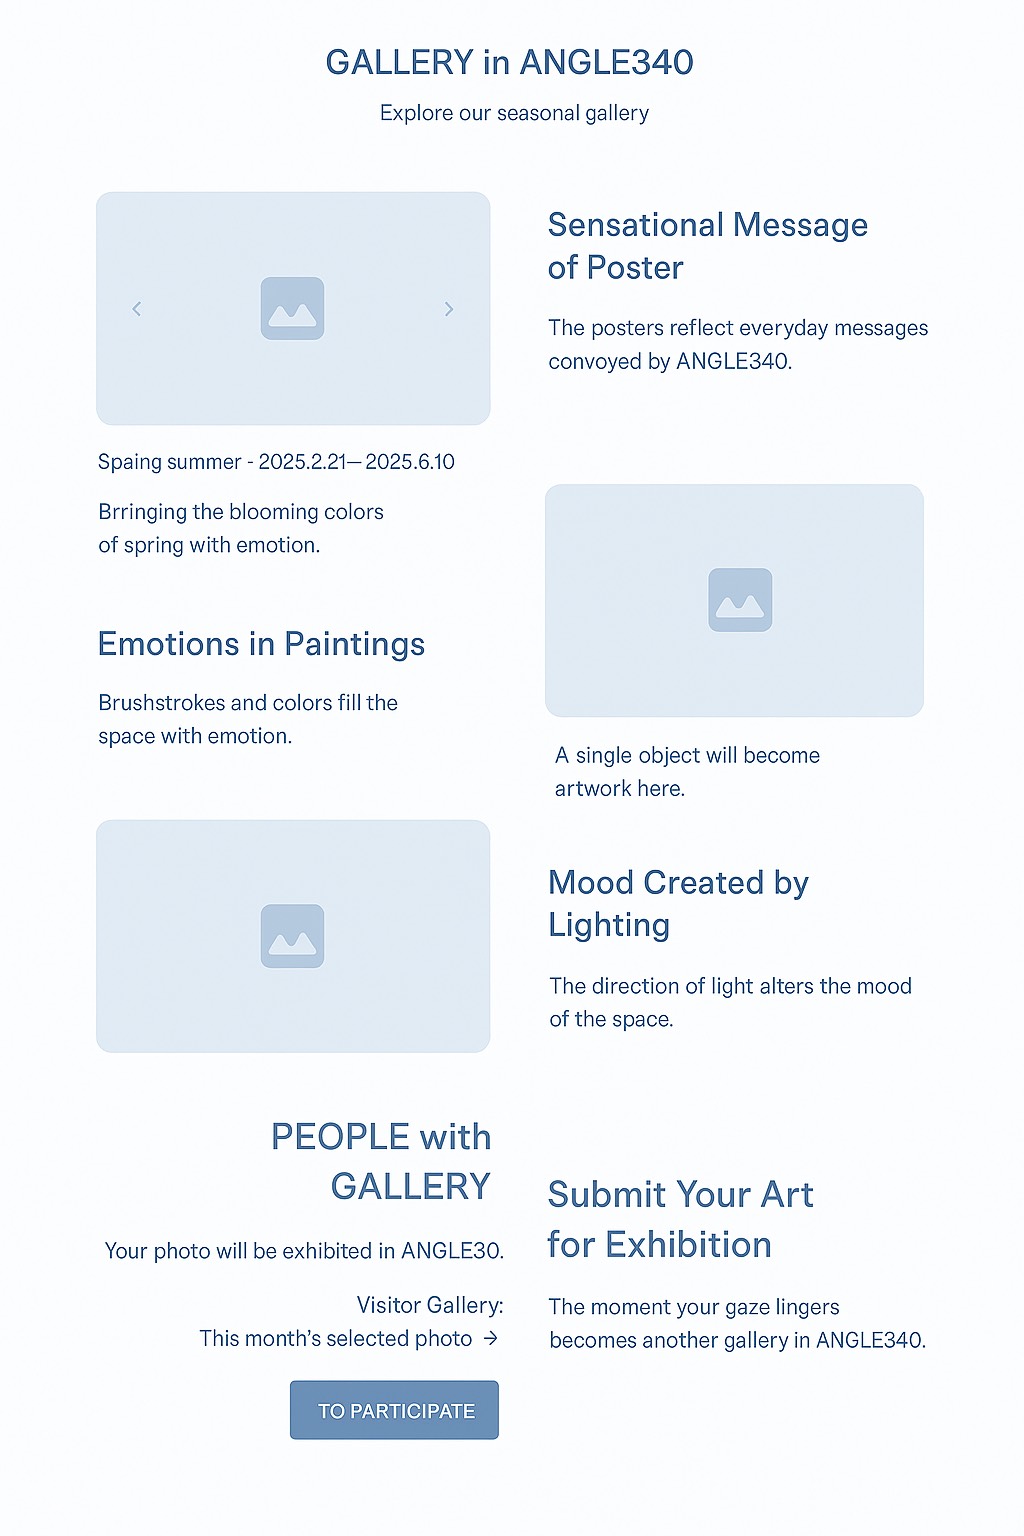 GALLERY in ANGLE340
Explore our seasonal gallery
Sensational Message
of Poster
The posters reflect everyday messages
convoyed by ANGLE340.
Spaing summer - 2025.2.21— 2025.6.10
Brringing the blooming colors
of spring with emotion.
Emotions in Paintings
Brushstrokes and colors fill the
space with emotion.
A single object will become
artwork here.
Mood Created by
Lighting
The direction of light alters the mood
of the space.
PEOPLE with
GALLERY
Your photo will be exhibited in ANGLE30.
Visitor Gallery:
This month's selected photo →
TO PARTICIPATE
Submit Your Art
for Exhibition
The moment your gaze lingers
becomes another gallery in ANGLE340.